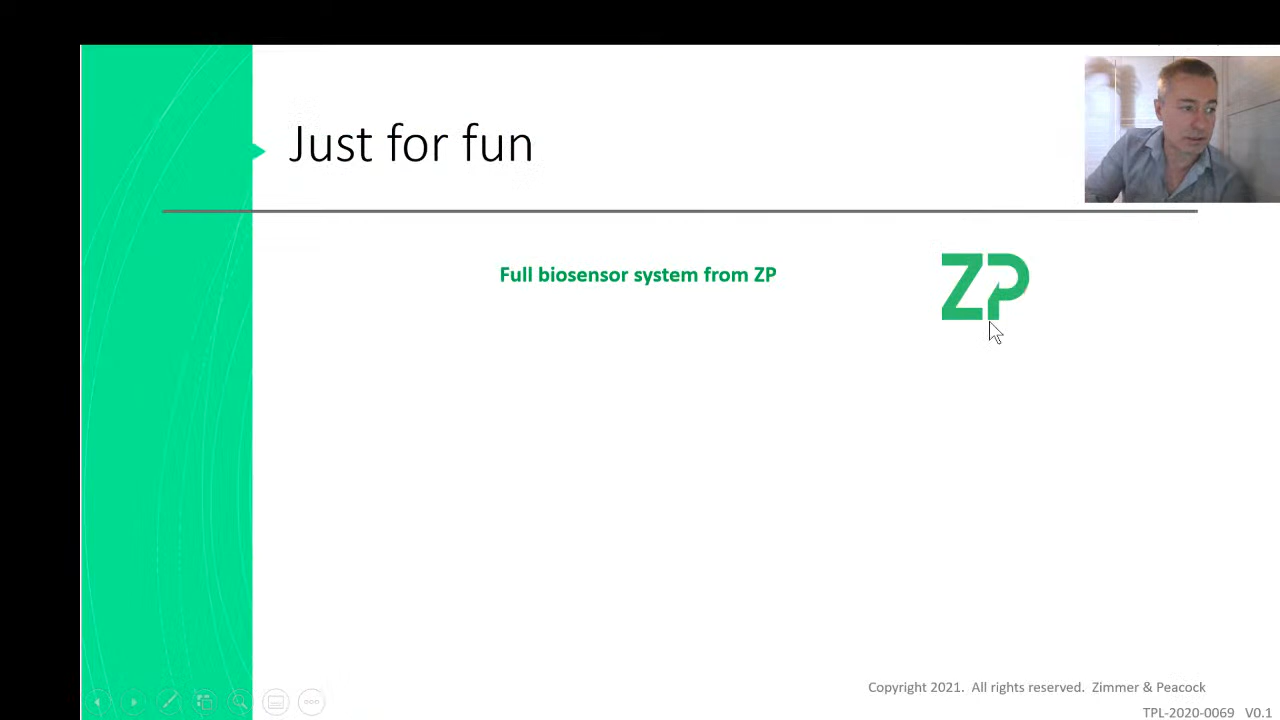 Just for fun
Full biosensor system from ZP
ZP
Copyright 2021. All rights reserved. Zimmer & Peacock
TPL-2020-0069 V0.1